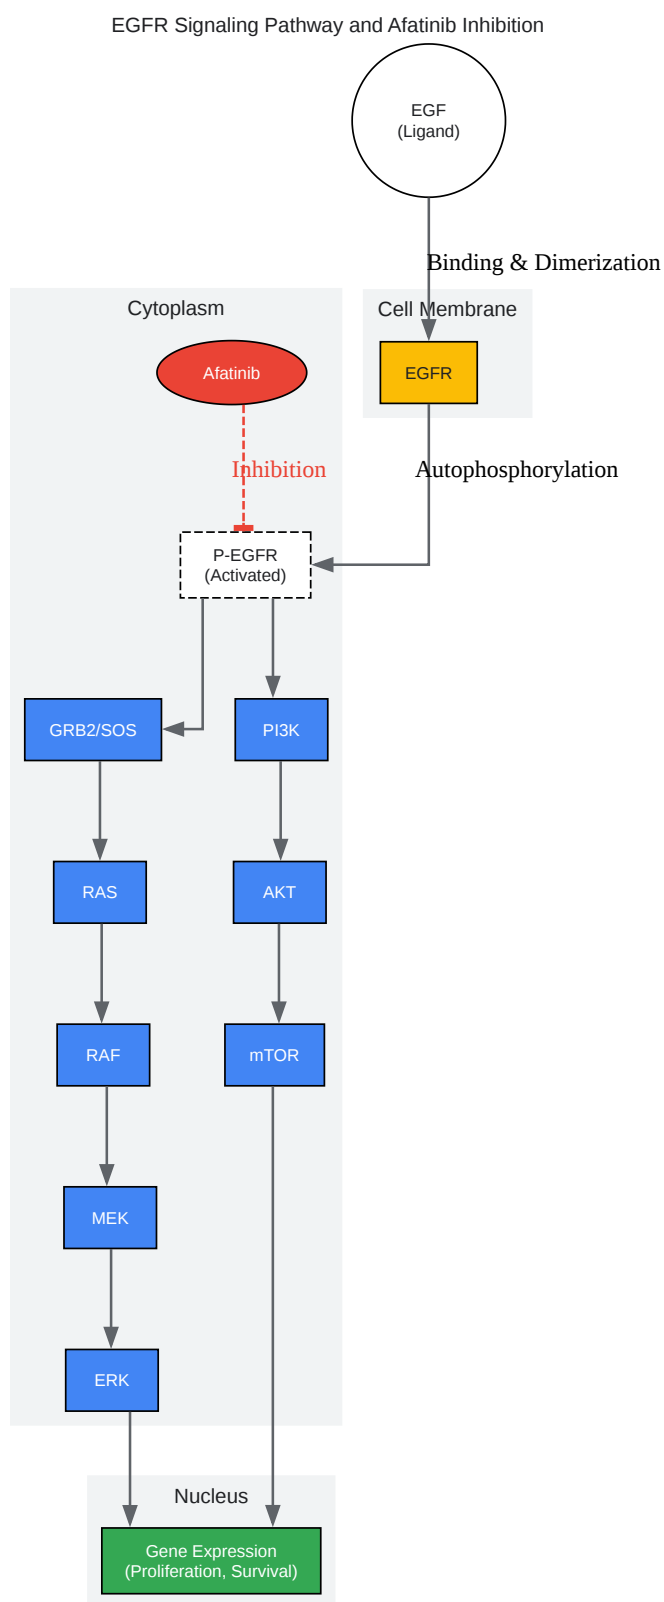 EGFR Signaling Pathway and Afatinib Inhibition
EGF
(Ligand)
Binding & Dimerization
Cytoplasm
Cell Membrane
Afatinib
EGFR
Inhibition
Autophosphorylation
P-EGFR
(Activated)
GRB2/SOS
PI3K
RAS
AKT
RAF
mTOR
MEK
ERK
Nucleus
Gene Expression
(Proliferation, Survival)